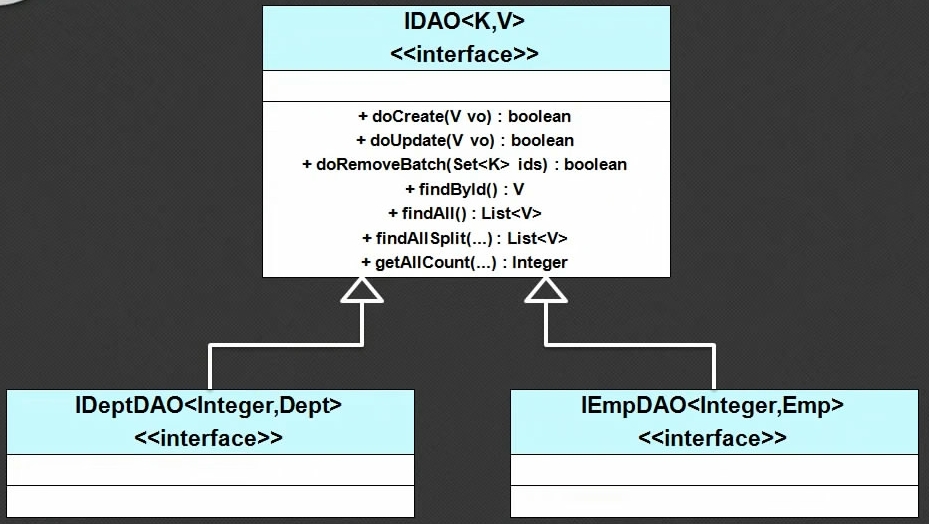 IDAO<K,V>
<<interface>>
+ doCreate(V vo) : boolean
+ doUpdate(V vo) : boolean
+ doRemoveBatch(Set<K> ids) : boolean
+ findById() : V
+ findAll() : List<V>
+ findAllSplit(...) : List<V>
+ getAllCount(...) : Integer
IDeptDAO<Integer,Dept>
<<interface>>
IEmpDAO<Integer,Emp>
<<interface>>